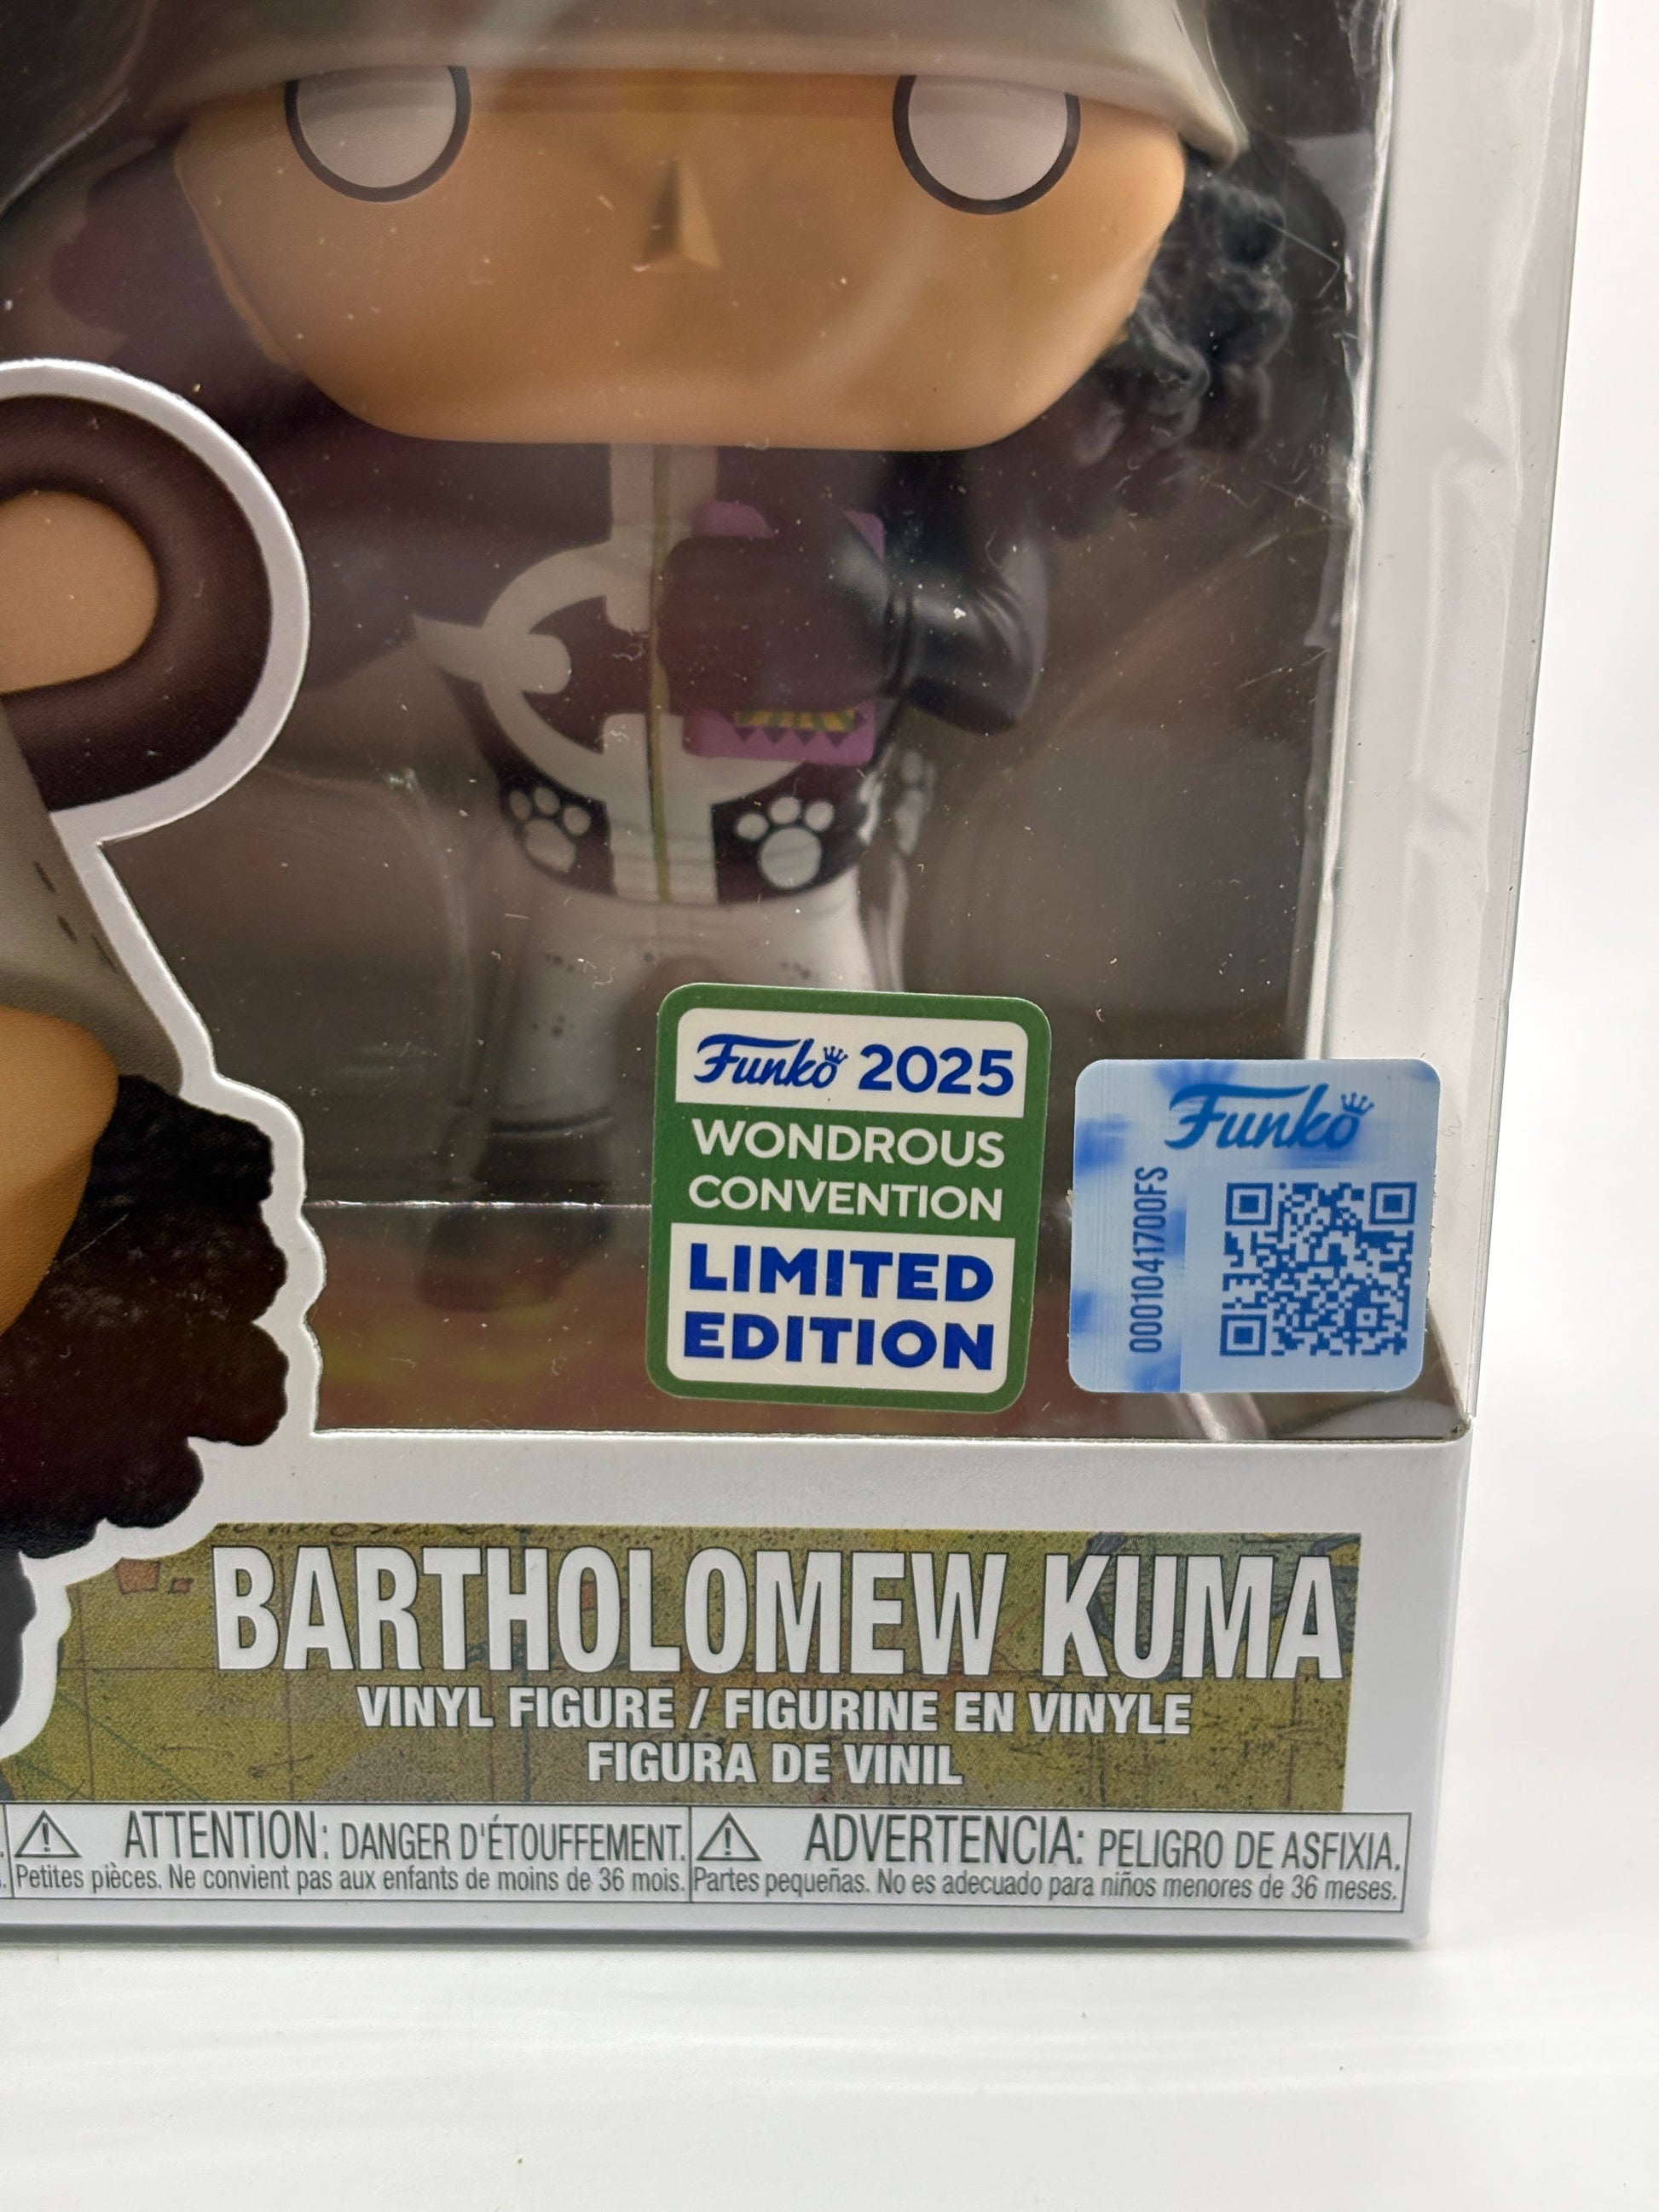 Funko 2025
WONDROUS
CONVENTION
LIMITED
EDITION
Funko
0001041700FS
BARTHOLOMEW KUMA
VINYL FIGURE / FIGURINE EN VINYLE
FIGURA DE VINIL
ATTENTION: DANGER D'ÉTOUFFEMENT.
Petites pièces. Ne convient pas aux enfants de moins de 36 mois.
ADVERTENCIA: PELIGRO DE ASFIXIA.
Partes pequeñas. No es adecuado para niños menores de 36 meses.